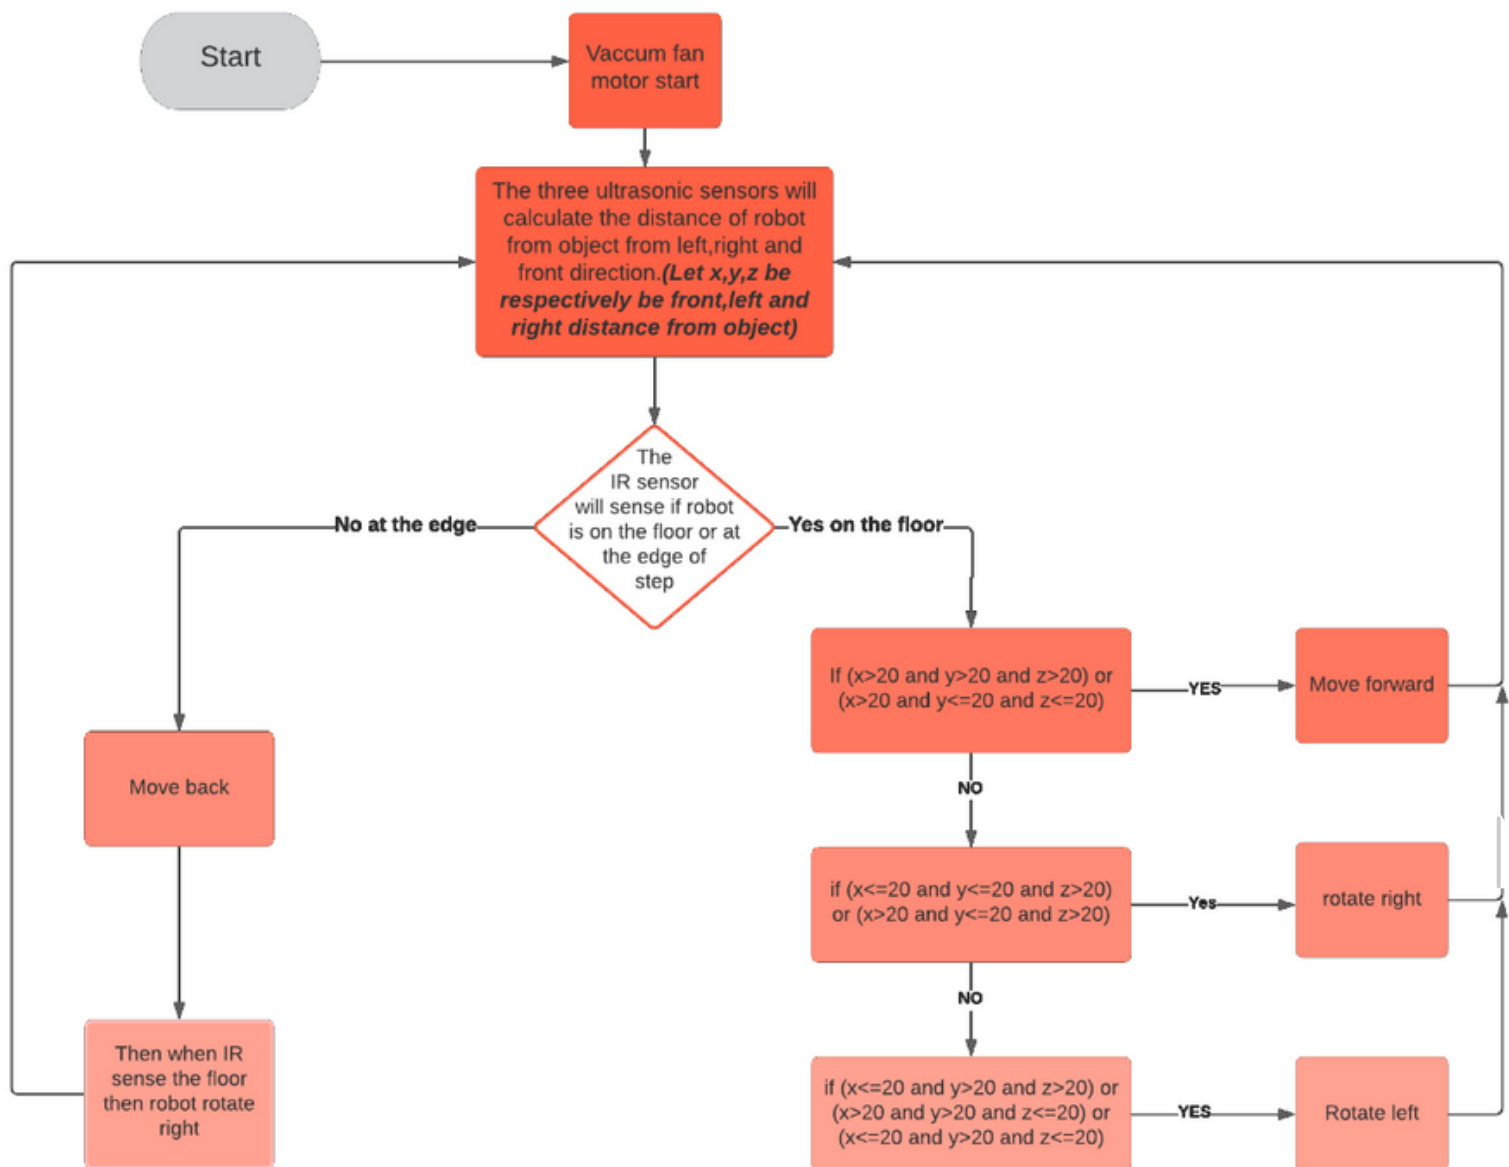 Start
Vaccum fan
motor start
The three ultrasonic sensors will
calculate the distance of robot
from object from left,right and
front direction.(Let x,y,z be
respectively be front,left and
right distance from object)
The
IR sensor
will sense if robot
is on the floor or at
the edge of
step
No at the edge
Yes on the floor
If (x>20 and y>20 and z>20) or
(x>20 and y<=20 and z<=20)
YES
Move forward
Move back
NO
if (x<=20 and y<=20 and z>20)
or (x>20 and y<=20 and z>20)
Yes
rotate right
NO
Then when IR
sense the floor
then robot rotate
right
if (x<=20 and y>20 and z>20) or
(x>20 and y>20 and z<=20) or
(x<=20 and y>20 and z<=20)
YES
Rotate left